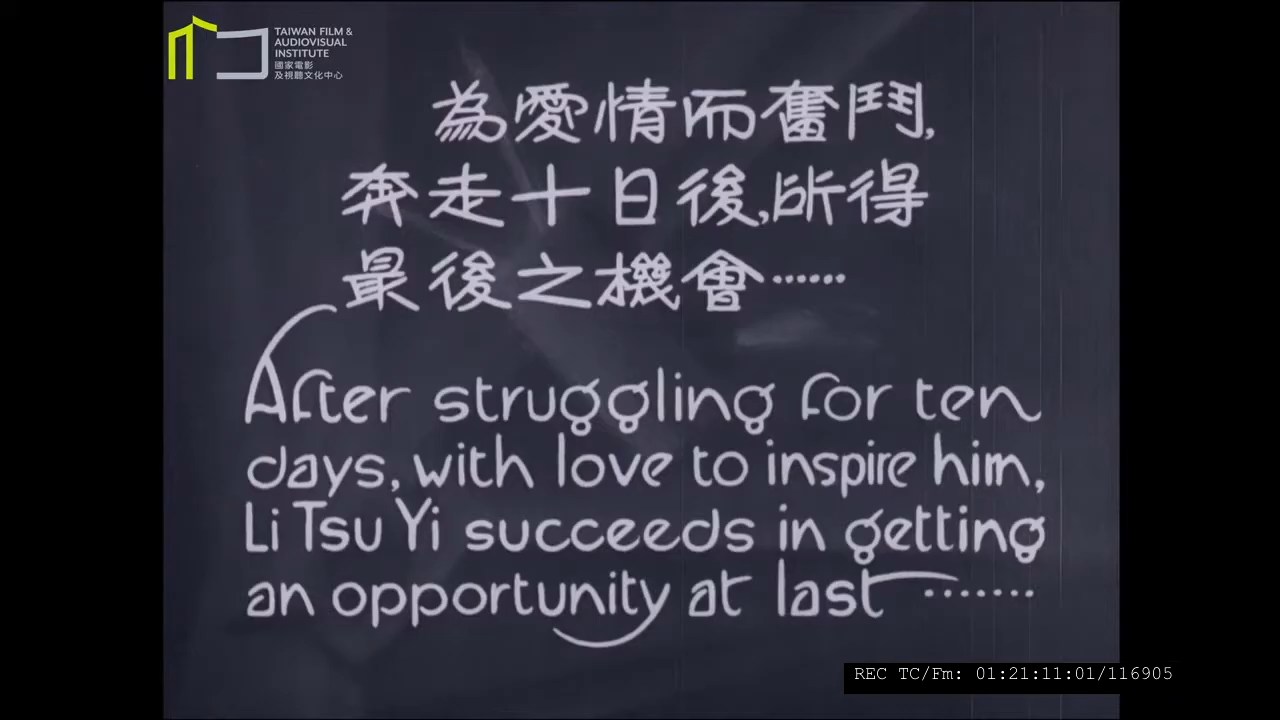 TAIWAN FILM &
AUDIOVISUAL
INSTITUTE
國家電影
及視聽文化中心
為愛情而奮鬥,
奔走十日後,所得
最後之機會……
After struggling for ten
days, with love to inspire him,
Li Tsu Yi succeeds in getting
an opportunity at last .......
REC TC/Fm: 01:21:11:01/116905